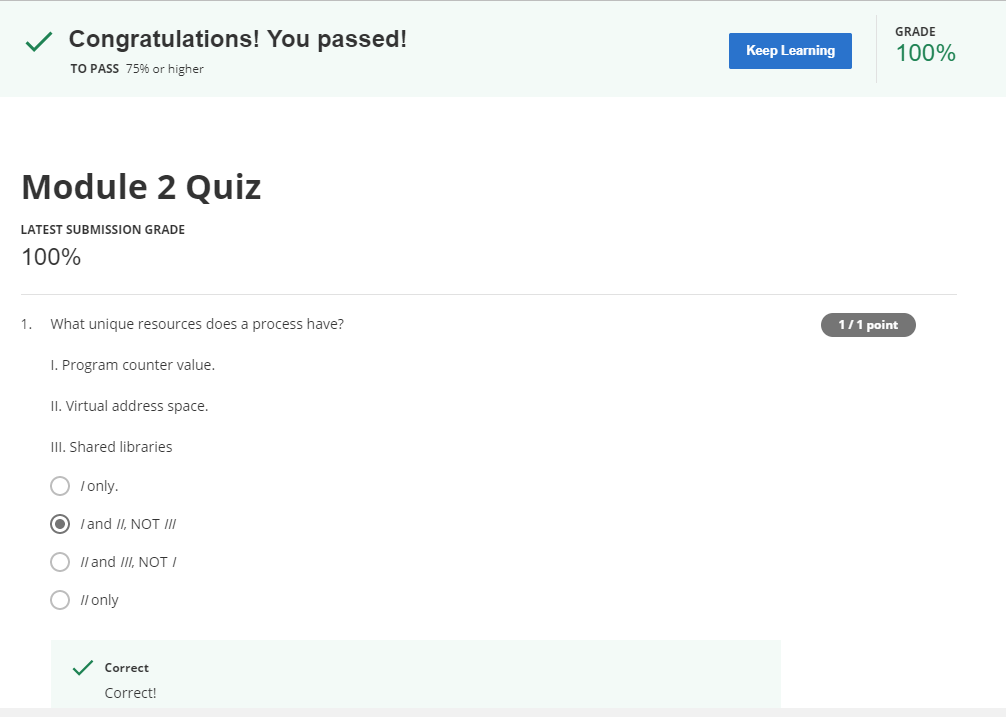 Congratulations! You passed!
TO PASS 75% or higher
Keep Learning
GRADE
100%
Module 2 Quiz
LATEST SUBMISSION GRADE
100%
1. What unique resources does a process have?
1 / 1 point
I. Program counter value.
II. Virtual address space.
III. Shared libraries
I only.
I and II, NOT III
II and III, NOT I
II only
Correct
Correct!